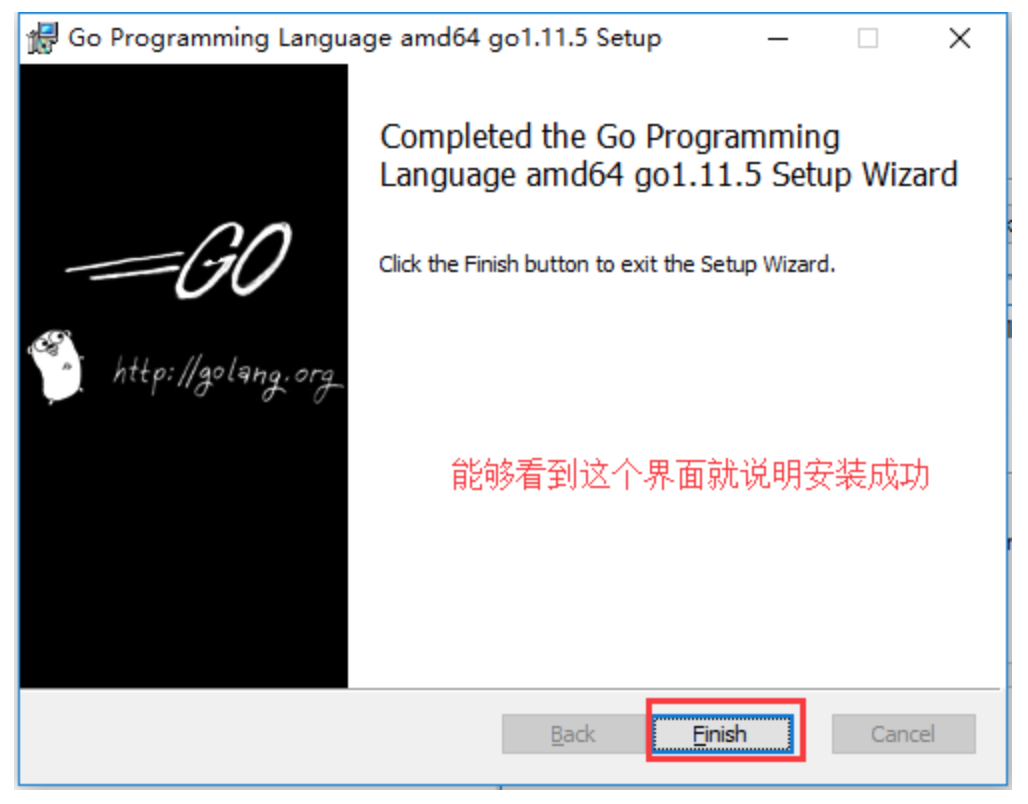 Go Programming Language amd64 go1.11.5 Setup
Completed the Go Programming
Language amd64 go1.11.5 Setup Wizard
Click the Finish button to exit the Setup Wizard.
GO
http://golang.org
能够看到这个界面就说明安装成功
Back
Finish
Cancel